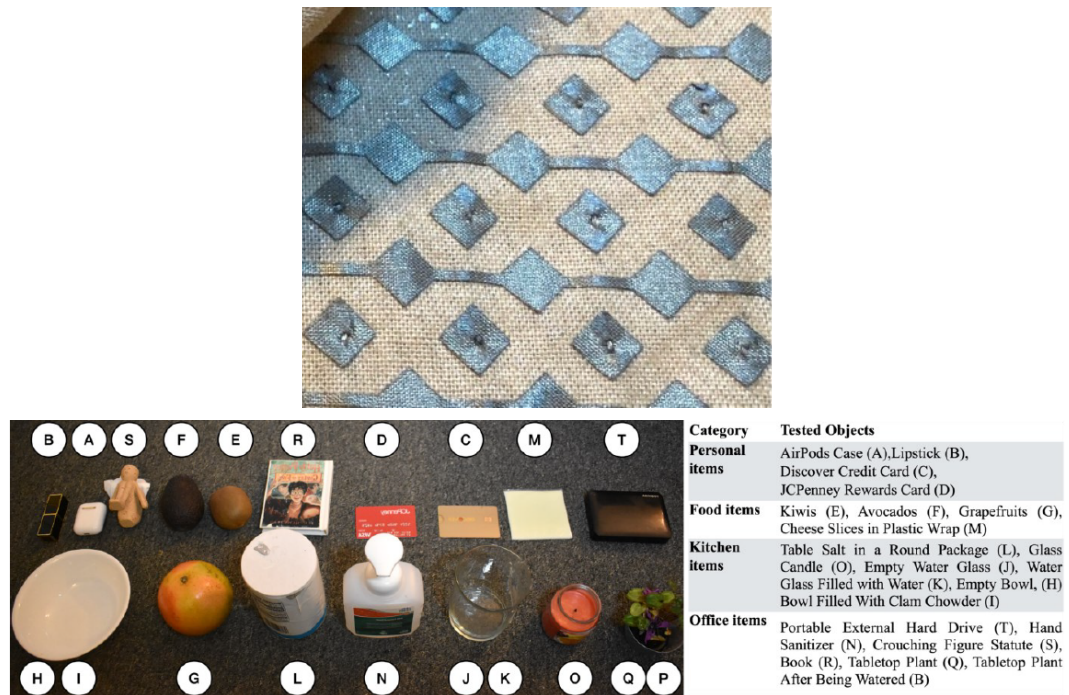 B A S F E R D C M T
H I G L N J K O Q P
Category Tested Objects
Personal items AirPods Case (A),Lipstick (B),
Discover Credit Card (C),
JCPenney Rewards Card (D)
Food items Kiwis (E), Avocados (F), Grapefruits (G),
Cheese Slices in Plastic Wrap (M)
Kitchen items Table Salt in a Round Package (L), Glass
Candle (O), Empty Water Glass (J), Water
Glass Filled with Water (K), Empty Bowl, (H)
Bowl Filled With Clam Chowder (I)
Office items
Portable External Hard Drive (T), Hand
Sanitizer (N), Crouching Figure Statute (S),
Book (R), Tabletop Plant (Q), Tabletop Plant
After Being Watered (B)